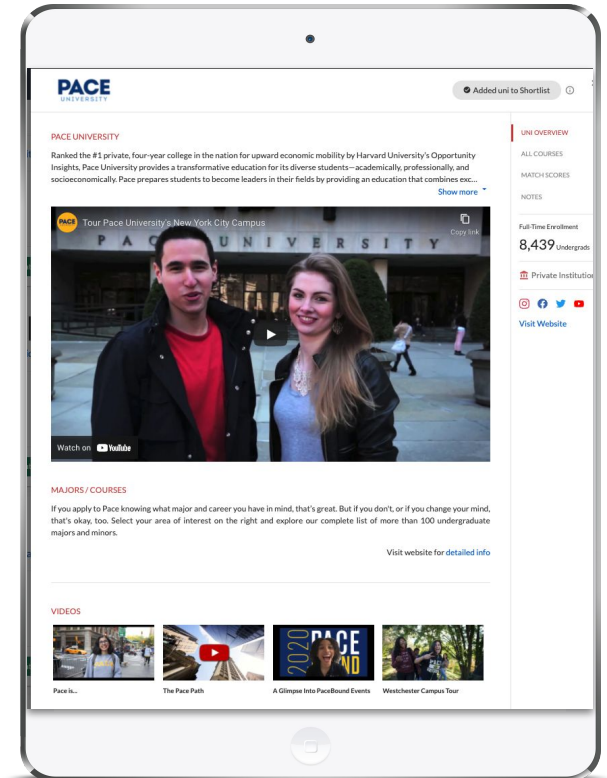 PACE
UNIVERSITY
Added uni to Shortlist
PACE UNIVERSITY
Ranked the #1 private, four-year college in the nation for upward economic mobility by Harvard University's Opportunity
Insights, Pace University provides a transformative education for its diverse students—academically, professionally, and
socioeconomically. Pace prepares students to become leaders in their fields by providing an education that combines exc...
Show more
PACE
Tour Pace University's New York City Campus
Copy link
UNIVERSITY
Watch on YouTube
MAJORS / COURSES
If you apply to Pace knowing what major and career you have in mind, that's great. But if you don't, or if you change your mind,
that's okay, too. Select your area of interest on the right and explore our complete list of more than 100 undergraduate
majors and minors.
Visit website for detailed info
VIDEOS
2020
PACE
Pace is...
The Pace Path
A Glimpse Into PaceBound Events
Westchester Campus Tour
UNI OVERVIEW
ALL COURSES
MATCH SCORES
NOTES
Full-Time Enrollment
8,439 Undergrads
Private Institution
Visit Website